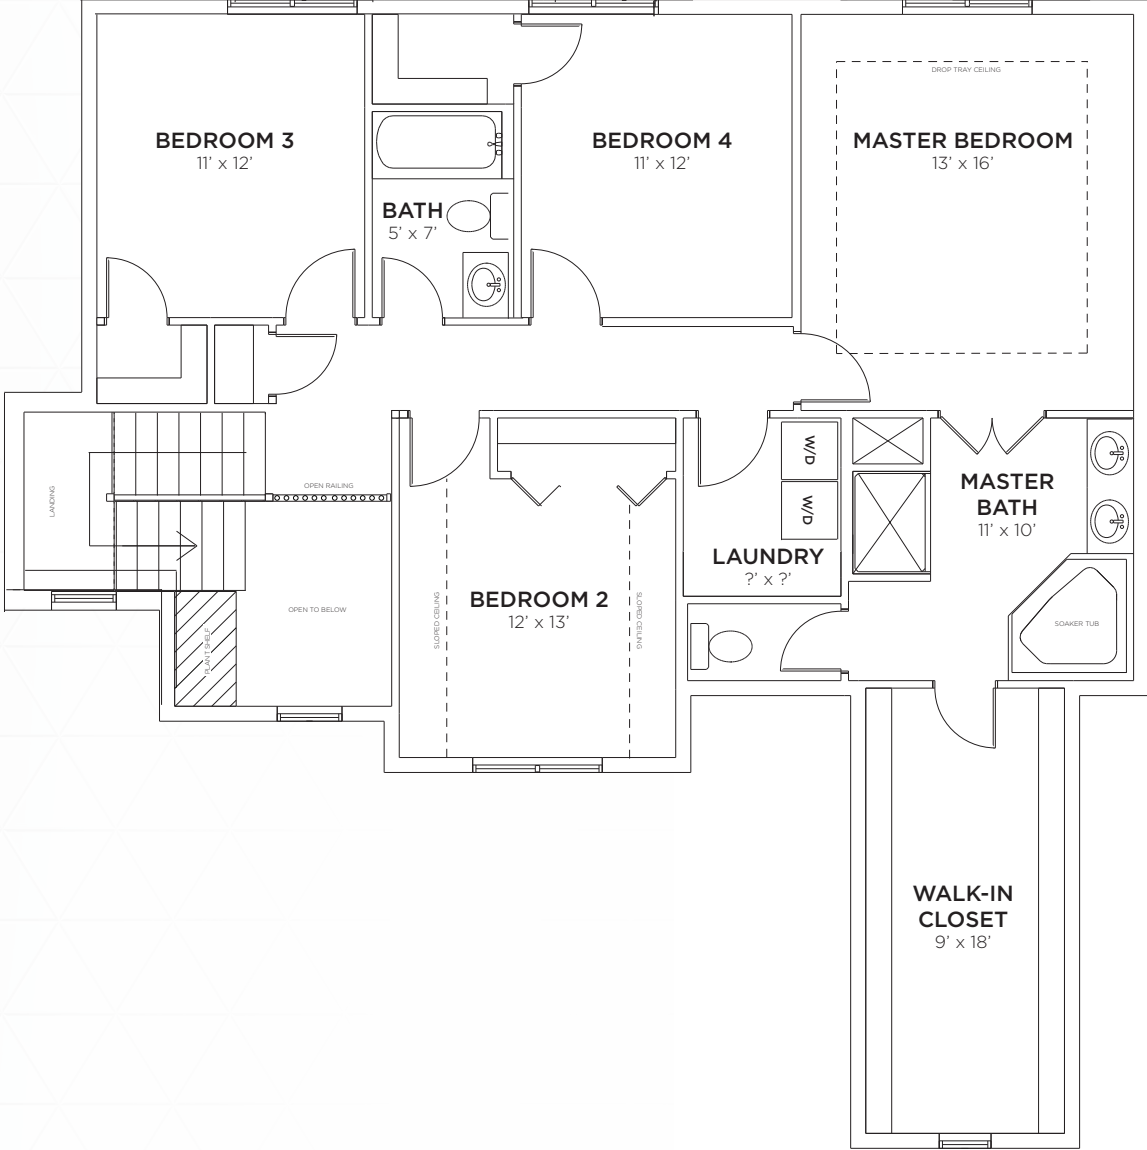 DROP TRAY CEILING
BEDROOM 3
11’ x 12’
BEDROOM 4
11’ x 12’
MASTER BEDROOM
13’ x 16’
BATH
5’ x 7’
OPEN RAILING
LANDING
W/D
W/D
MASTER
BATH
11’ x 10’
LAUNDRY
?’ x ?’
BEDROOM 2
12’ x 13’
SLOPED CEILING
SLOPED CEILING
OPEN TO BELOW
PLANT SHELF
SOAKER TUB
WALK-IN
CLOSET
9’ x 18’